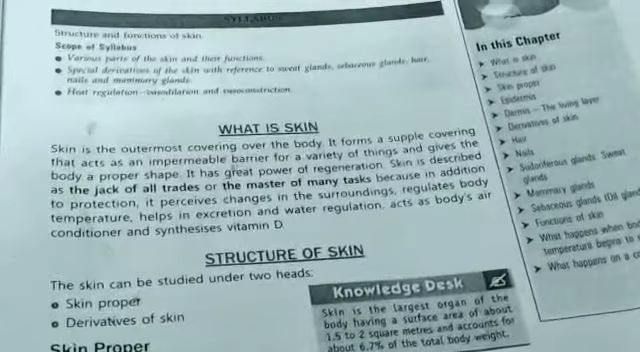 SYLLABUS
Structure and functions of skin.
Scope of Syllabus
● Various parts of the skin and their functions.
● Special derivatives of the skin with reference to sweat glands, sebaceous glands, hair,
nails and mammary glands.
● Heat regulation—vasodilation and vasoconstriction.
WHAT IS SKIN
Skin is the outermost covering over the body. It forms a supple covering
that acts as an impermeable barrier for a variety of things and gives the
body a proper shape. It has great power of regeneration. Skin is described
as the jack of all trades or the master of many tasks because in addition
to protection, it perceives changes in the surroundings, regulates body
temperature, helps in excretion and water regulation, acts as body's air
conditioner and synthesises vitamin D.
STRUCTURE OF SKIN
The skin can be studied under two heads:
● Skin proper
● Derivatives of skin
Skin Proper
Knowledge Desk
Skin is the largest organ of the
body having a surface area of about
1.5 to 2 square metres and accounts for
about 6.7% of the total body weight.
In this Chapter
➤ What is skin
➤ Structure of skin
➤ Skin proper
➤ Epidermis
➤ Dermis – The living layer
➤ Derivatives of skin
➤ Hair
➤ Nails
➤ Sudoriferous glands: Sweat
glands
➤ Mammary glands
➤ Sebaceous glands (Oil
➤ Functions of skin
➤ What happens when
temperature begins to
➤ What happens on a